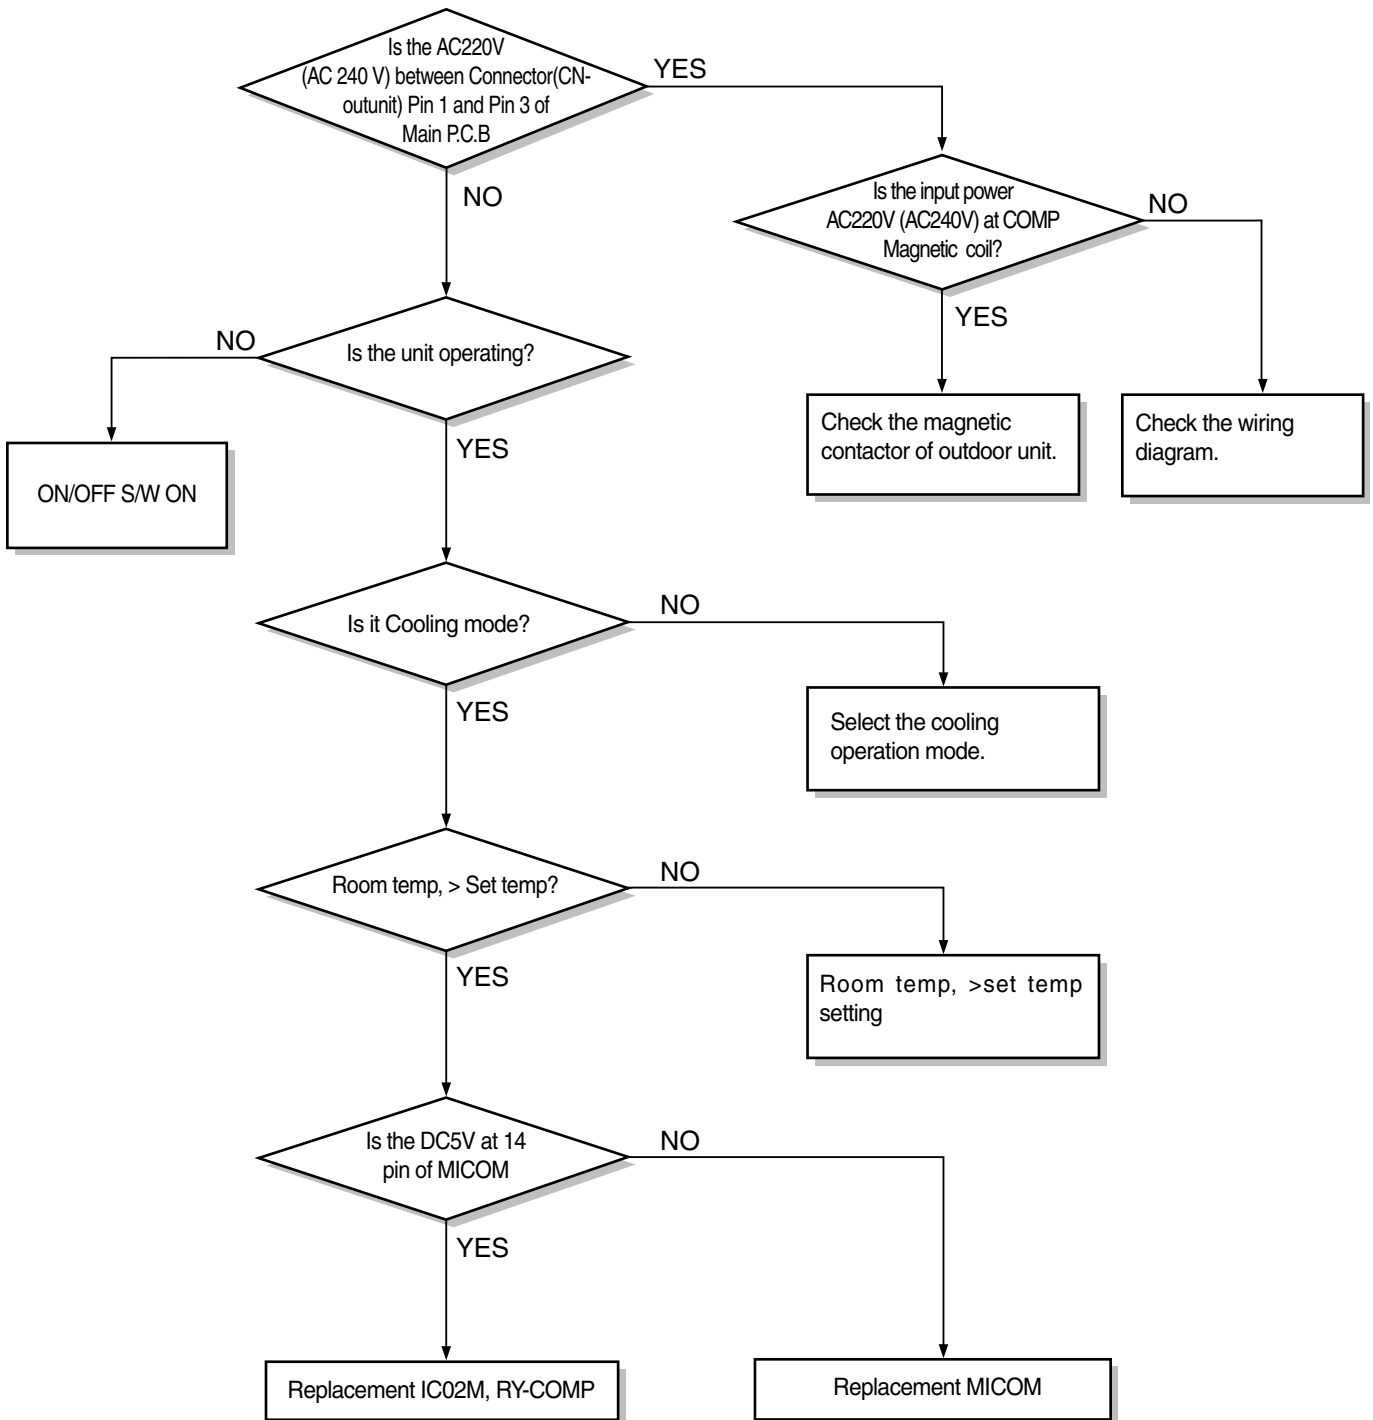 Is the AC220V
(AC 240 V) between Connector(CN-
outunit) Pin 1 and Pin 3 of
Main P.C.B
YES
NO
Is the input power
AC220V (AC240V) at COMP
Magnetic coil?
NO
YES
Check the magnetic
contactor of outdoor unit.
Check the wiring
diagram.
Is the unit operating?
NO
ON/OFF S/W ON
YES
Is it Cooling mode?
NO
Select the cooling
operation mode.
YES
Room temp, > Set temp?
NO
Room temp, >set temp
setting
YES
Is the DC5V at 14
pin of MICOM
NO
YES
Replacement IC02M, RY-COMP
Replacement MICOM